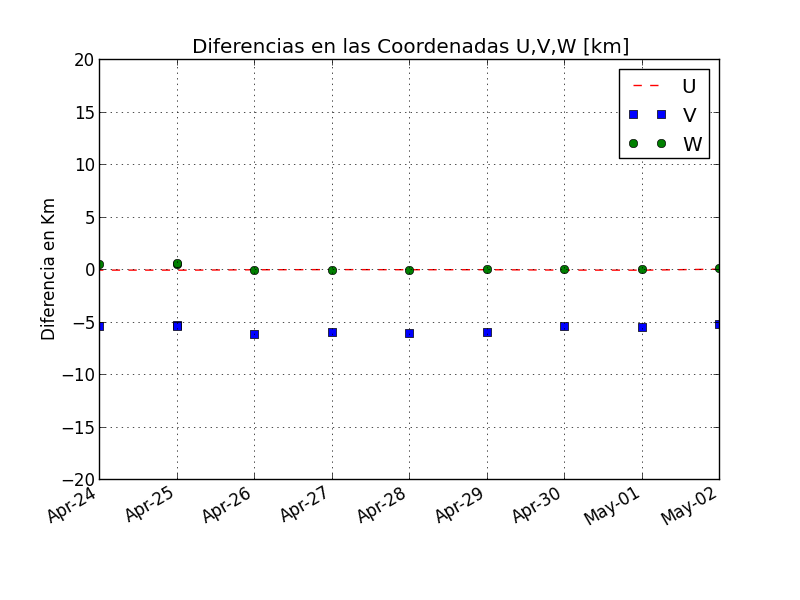 Diferencias en las Coordenadas U,V,W [km]
U
V
W
Diferencia en Km
20
15
10
5
0
−5
−10
−15
−20
Apr-24
Apr-25
Apr-26
Apr-27
Apr-28
Apr-29
Apr-30
May-01
May-02